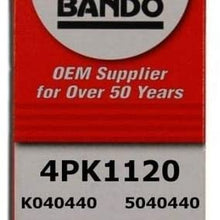 BANDO
OEM Supplier
for Over 50 Years
4PK1120
K040440 5040440